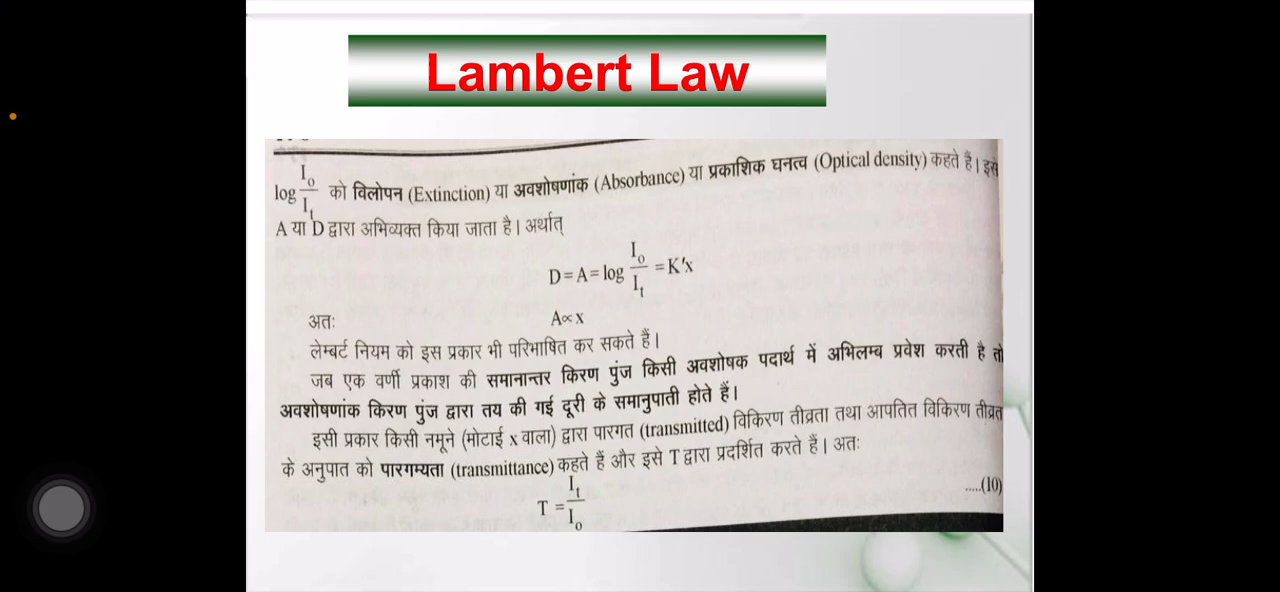 Lambert Law
log I₀/Iₜ को विलोपन (Extinction) या अवशोषणांक (Absorbance) या प्रकाशिक घनत्व (Optical density) कहते हैं। इसे
A या D द्वारा अभिव्यक्त किया जाता है। अर्थात्
D = A = log I₀/Iₜ = K′x
अतः A ∝ x
लेम्बर्ट नियम को इस प्रकार भी परिभाषित कर सकते हैं।
जब एक वर्णी प्रकाश की समानान्तर किरण पुंज किसी अवशोषक पदार्थ में अभिलम्ब प्रवेश करती है तो
अवशोषणांक किरण पुंज द्वारा तय की गई दूरी के समानुपाती होते हैं।
इसी प्रकार किसी नमूने (मोटाई x वाला) द्वारा पारगत (transmitted) विकिरण तीव्रता तथा आपतित विकिरण तीव्रत
के अनुपात को पारगम्यता (transmittance) कहते हैं और इसे T द्वारा प्रदर्शित करते हैं। अतः
T = Iₜ/I₀ .....(10)